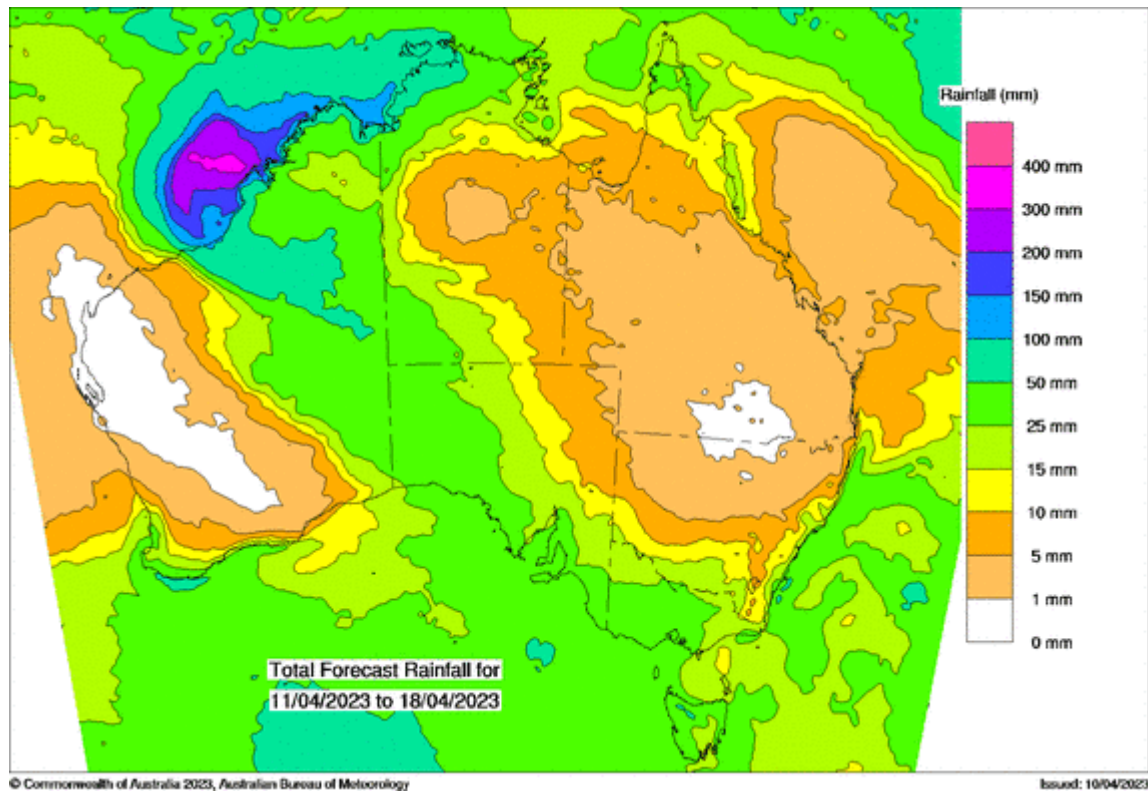 Rainfall (mm)
400 mm
300 mm
200 mm
150 mm
100 mm
50 mm
25 mm
15 mm
10 mm
5 mm
1 mm
0 mm
Total Forecast Rainfall for
11/04/2023 to 18/04/2023
© Commonwealth of Australia 2023, Australian Bureau of Meteorology
Issued: 10/04/2023